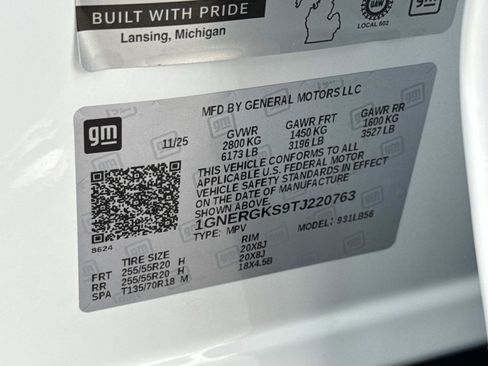 BUILT WITH PRIDE
Lansing, Michigan
UAW
LOCAL 602
gm
MFD BY GENERAL MOTORS LLC
gm
11/25
GVWR GAWR FRT GAWR RR
2800 KG 1450 KG 1600 KG
6173 LB 3196 LB 3527 LB
THIS VEHICLE CONFORMS TO ALL
APPLICABLE U.S. FEDERAL MOTOR
VEHICLE SAFETY STANDARDS IN EFFECT
ON THE DATE OF MANUFACTURE
SHOWN ABOVE.
1GNERGKS9TJ220763
TYPE: MPV MODEL: 931LB56
8624
TIRE SIZE RIM
FRT 255/55R20 H 20X8J
RR 255/55R20 H 20X8J
SPA T135/70R18 M 18X4.5B